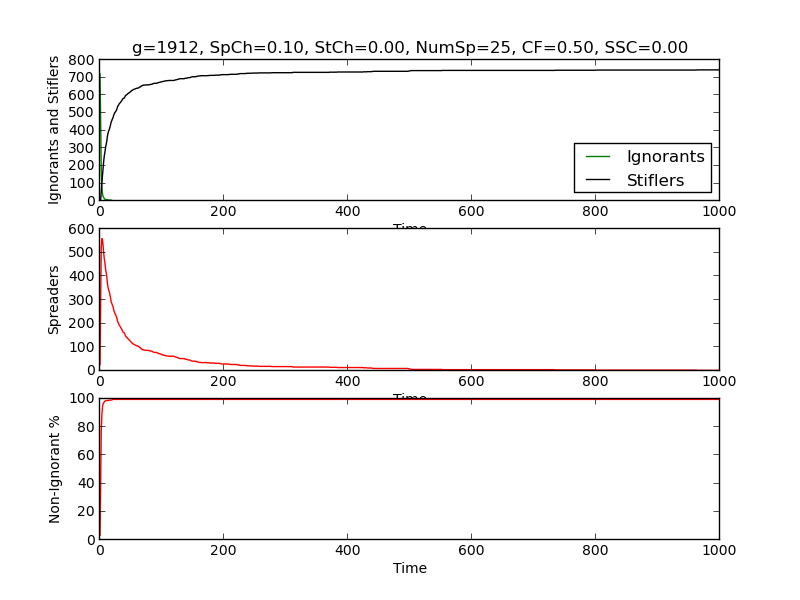 g=1912, SpCh=0.10, StCh=0.00, NumSp=25, CF=0.50, SSC=0.00
Ignorants and Stiflers
800
700
600
500
400
300
200
100
0
Ignorants
Stiflers
0 200 400 600 800 1000
Time
Spreaders
600
500
400
300
200
100
0
0 200 400 600 800 1000
Time
Non-Ignorant %
100
80
60
40
20
0
0 200 400 600 800 1000
Time